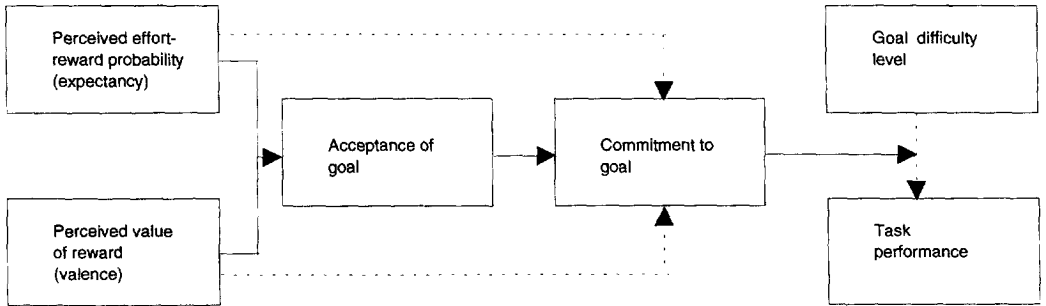 Perceived effort-
reward probability
(expectancy)
Goal difficulty
level
Acceptance of
goal
Commitment to
goal
Perceived value
of reward
(valence)
Task
performance